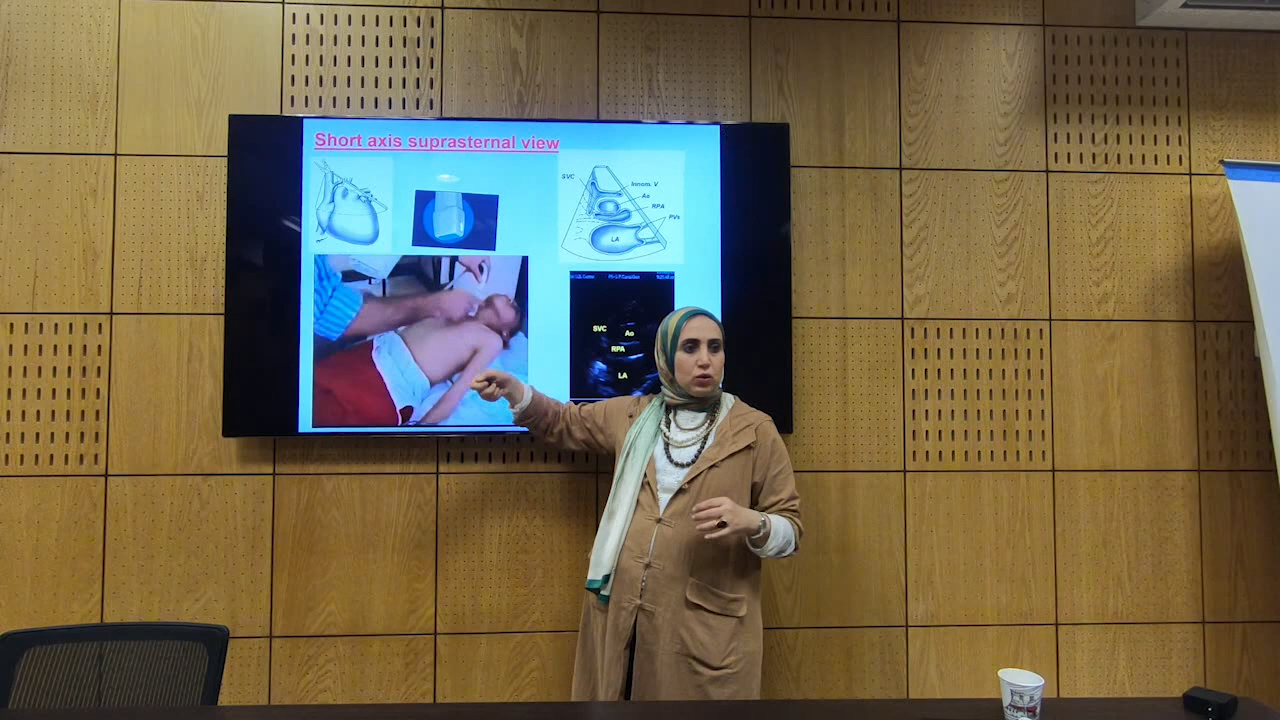 Short axis suprasternal view
SVC
Innom. V
Ao
RPA
PVs
LA
SVC
Ao
RPA
LA